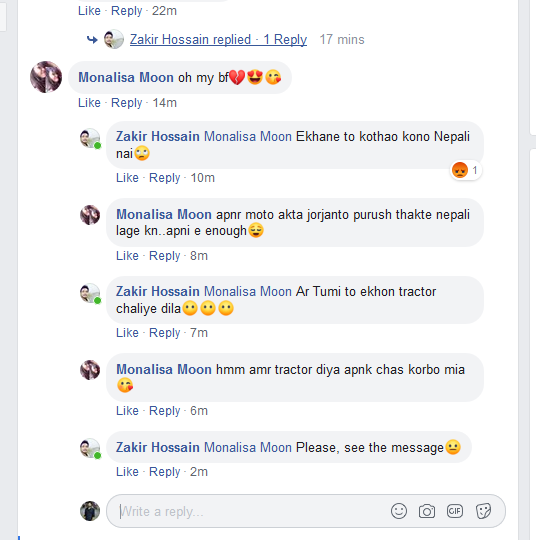 Like · Reply · 22m
Zakir Hossain replied · 1 Reply 17 mins
Monalisa Moon oh my bf💔😍😘
Like · Reply · 14m
Zakir Hossain Monalisa Moon Ekhane to kothao kono Nepali
nai🙄
1
Like · Reply · 10m
Monalisa Moon apnr moto akta jorjanto purush thakte nepali
lage kn..apni e enough😌
Like · Reply · 8m
Zakir Hossain Monalisa Moon Ar Tumi to ekhon tractor
chaliye dila😶😶😶
Like · Reply · 7m
Monalisa Moon hmm amr tractor diya apnk chas korbo mia
😘
Like · Reply · 6m
Zakir Hossain Monalisa Moon Please, see the message😐
Like · Reply · 2m
Write a reply...
GIF